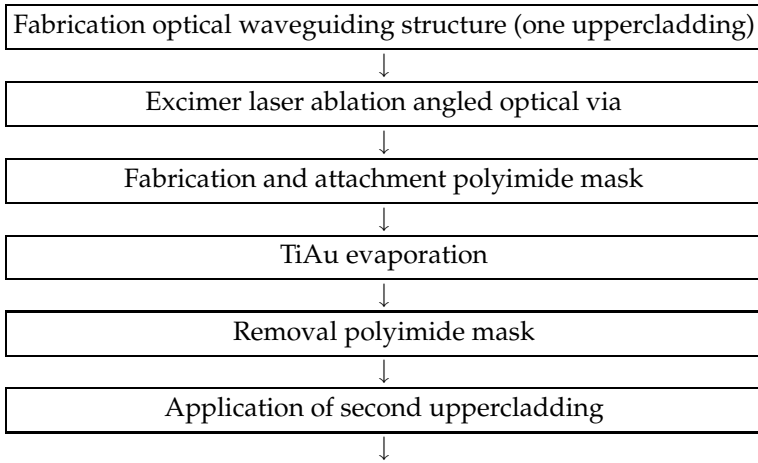 Fabrication optical waveguiding structure (one uppercladding)
↓
Excimer laser ablation angled optical via
↓
Fabrication and attachment polyimide mask
↓
TiAu evaporation
↓
Removal polyimide mask
↓
Application of second uppercladding
↓